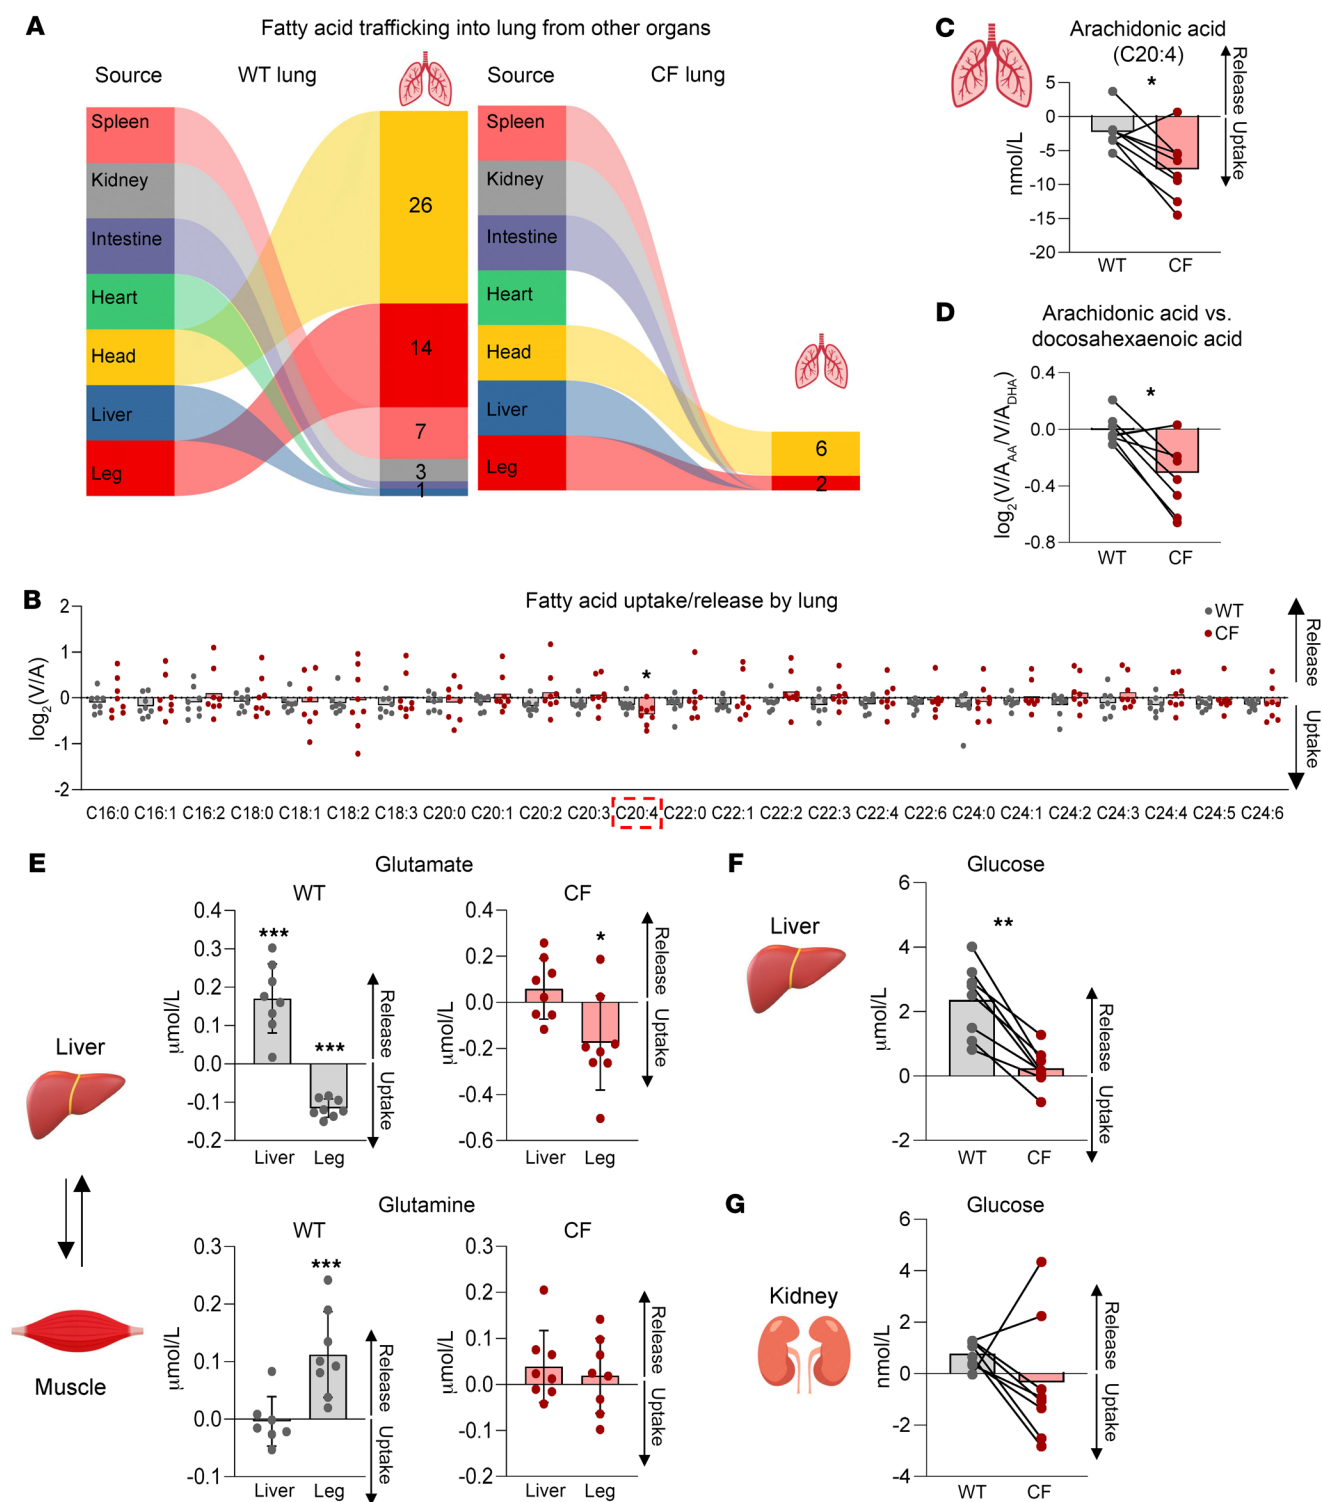 A
Fatty acid trafficking into lung from other organs
Source
WT lung
Source
CF lung
Spleen
Kidney
Intestine
Heart
Head
Liver
Leg
26
14
7
3
1
Spleen
Kidney
Intestine
Heart
Head
Liver
Leg
6
2
C
Arachidonic acid
(C20:4)
Release
Uptake
nmol/L
5
0
-5
-10
-15
-20
*
WT
CF
D
Arachidonic acid vs.
docosahexaenoic acid
log2(V/AAA/V/ADHA)
0.4
0.0
-0.4
-0.8
*
WT
CF
B
Fatty acid uptake/release by lung
WT
CF
Release
Uptake
log2(V/A)
2
1
0
-1
-2
*
C16:0 C16:1 C16:2 C18:0 C18:1 C18:2 C18:3 C20:0 C20:1 C20:2 C20:3 C20:4 C22:0 C22:1 C22:2 C22:3 C22:4 C22:6 C24:0 C24:1 C24:2 C24:3 C24:4 C24:5 C24:6
E
Glutamate
Liver
Muscle
WT
µmol/L
0.4
0.3
0.2
0.1
0.0
-0.1
-0.2
***
***
Release
Uptake
Liver
Leg
CF
µmol/L
0.4
0.2
0.0
-0.2
-0.4
-0.6
*
Release
Uptake
Liver
Leg
Glutamine
WT
µmol/L
0.3
0.2
0.1
0.0
-0.1
***
Release
Uptake
Liver
Leg
CF
µmol/L
0.3
0.2
0.1
0.0
-0.1
-0.2
Release
Uptake
Liver
Leg
F
Glucose
Liver
µmol/L
6
4
2
0
-2
**
Release
Uptake
WT
CF
G
Glucose
Kidney
nmol/L
6
4
2
0
-2
-4
Release
Uptake
WT
CF